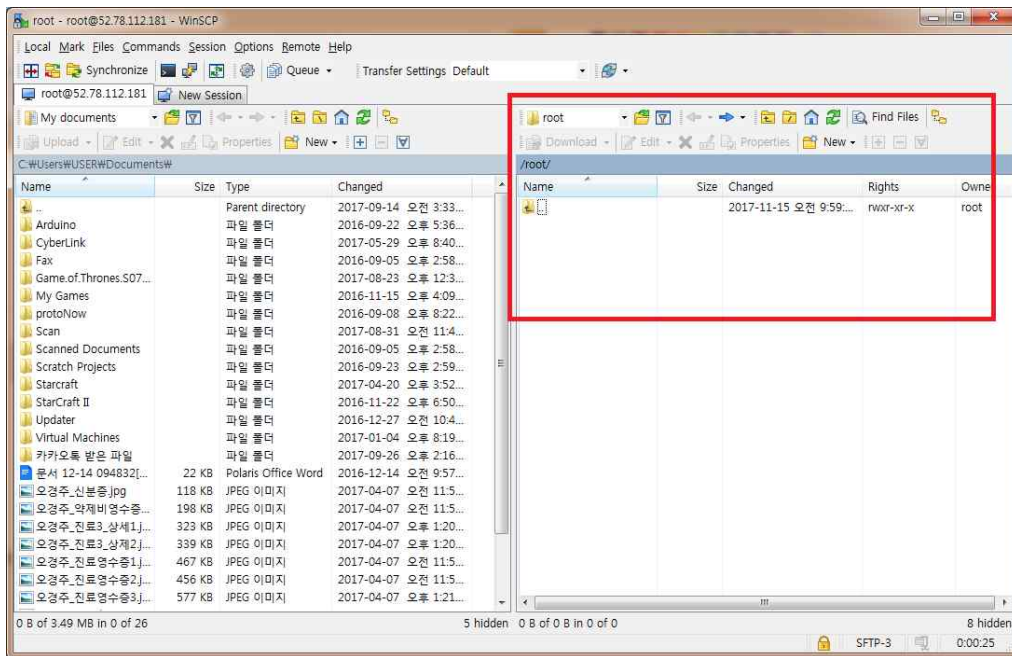 root - root@52.78.112.181 - WinSCP
Local Mark Files Commands Session Options Remote Help
Synchronize Queue Transfer Settings Default
root@52.78.112.181 New Session
My documents
Upload Edit Properties New
C:₩Users₩USER₩Documents₩
Name Size Type Changed
.. Parent directory 2017-09-14 오전 3:33...
Arduino 파일 폴더 2016-09-22 오후 5:36...
CyberLink 파일 폴더 2017-05-29 오후 8:40...
Fax 파일 폴더 2016-09-05 오후 2:58...
Game.of.Thrones.S07... 파일 폴더 2017-08-23 오후 12:3...
My Games 파일 폴더 2016-11-15 오후 4:09...
protoNow 파일 폴더 2016-09-08 오후 8:22...
Scan 파일 폴더 2017-08-31 오전 11:4...
Scanned Documents 파일 폴더 2016-09-05 오후 2:58...
Scratch Projects 파일 폴더 2016-09-23 오후 2:59...
Starcraft 파일 폴더 2017-04-20 오후 3:52...
StarCraft II 파일 폴더 2016-11-22 오후 6:50...
Updater 파일 폴더 2016-12-27 오전 10:4...
Virtual Machines 파일 폴더 2017-01-04 오후 8:19...
카카오톡 받은 파일 파일 폴더 2017-09-26 오후 2:16...
문서 12-14 094832[... 22 KB Polaris Office Word 2016-12-14 오전 9:57...
오경주_신분증.jpg 118 KB JPEG 이미지 2017-04-07 오전 11:5...
오경주_약제비영수증... 198 KB JPEG 이미지 2017-04-07 오전 11:5...
오경주_진료3_상세1.j... 323 KB JPEG 이미지 2017-04-07 오후 1:20...
오경주_진료3_상제2.j... 339 KB JPEG 이미지 2017-04-07 오후 1:20...
오경주_진료영수증1.j... 467 KB JPEG 이미지 2017-04-07 오전 11:5...
오경주_진료영수증2.j... 456 KB JPEG 이미지 2017-04-07 오전 11:5...
오경주_진료영수증3.j... 577 KB JPEG 이미지 2017-04-07 오후 1:21...
0 B of 3.49 MB in 0 of 26 5 hidden
root Find Files
Download Edit Properties New
/root/
Name Size Changed Rights Owne
.. 2017-11-15 오전 9:59:... rwxr-xr-x root
0 B of 0 B in 0 of 0 8 hidden
SFTP-3 0:00:25